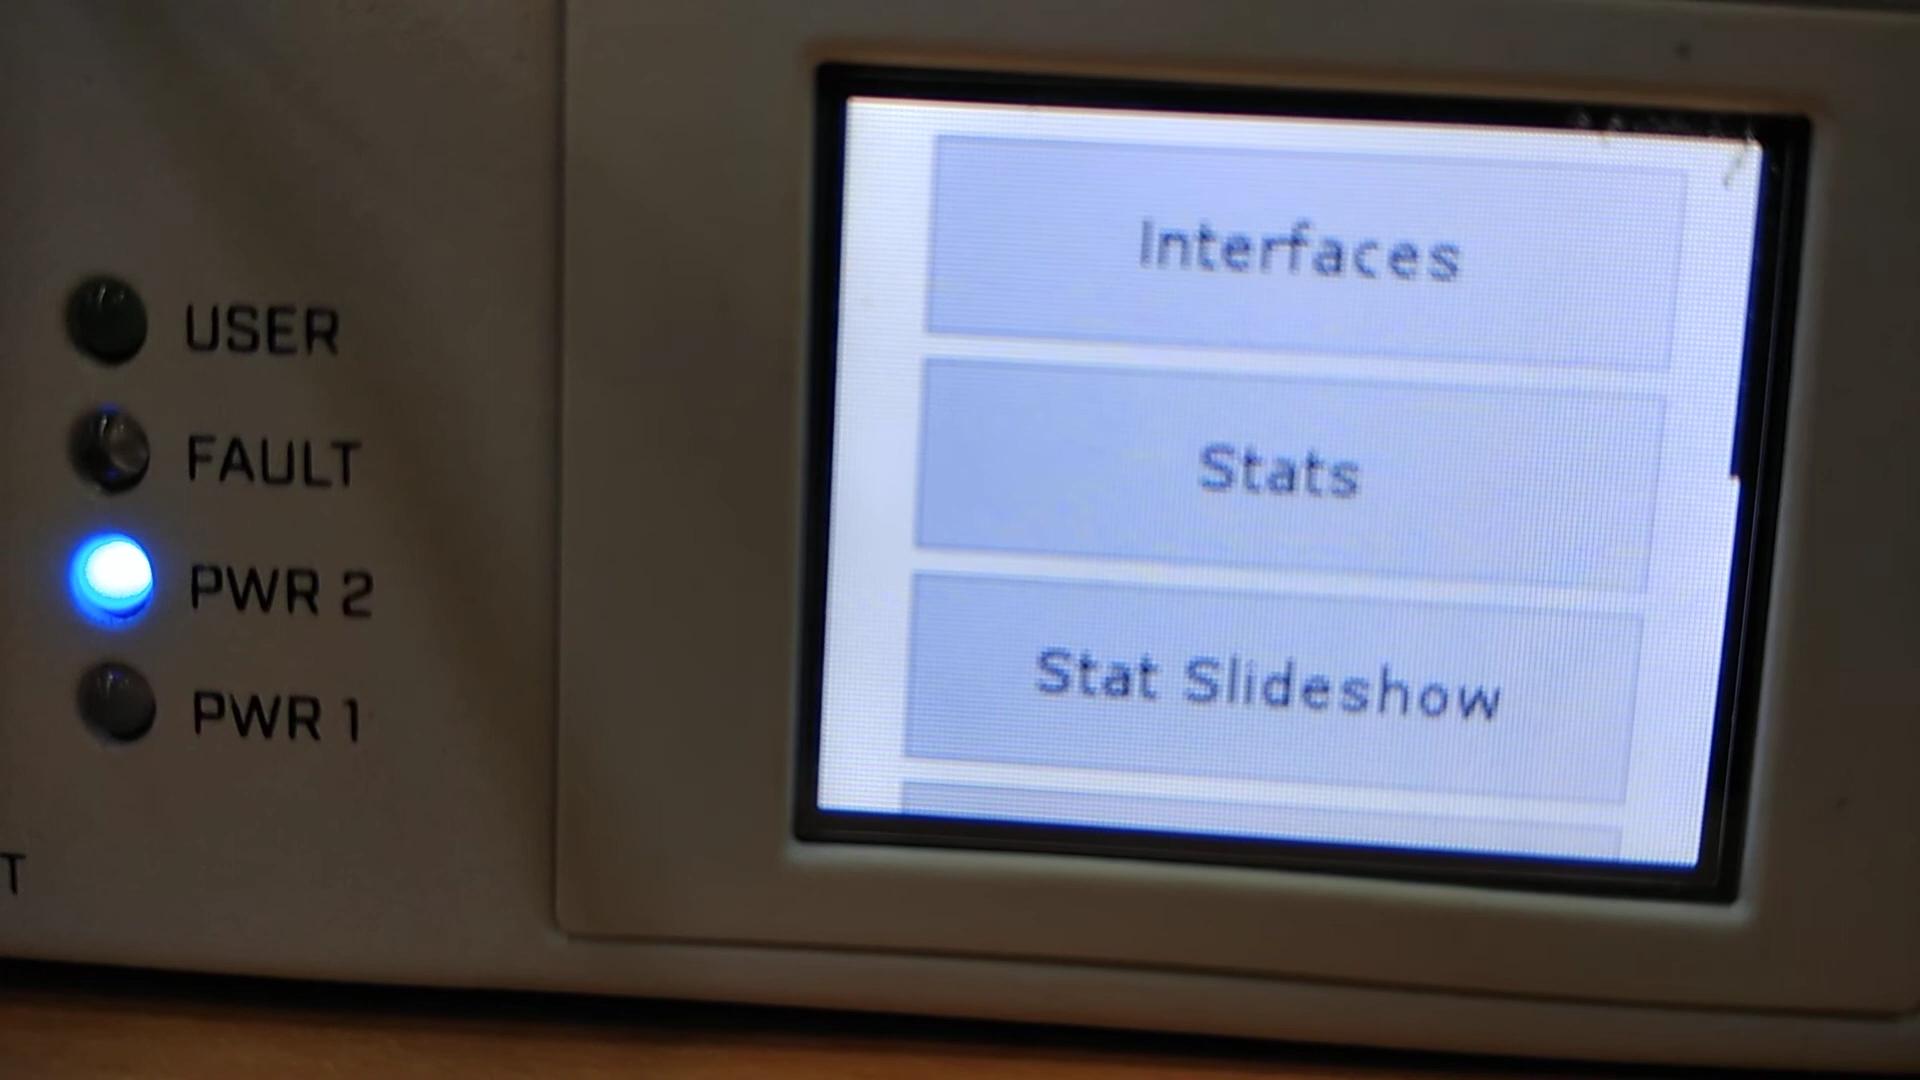 USER
FAULT
PWR 2
PWR 1
T
Interfaces
Stats
Stat Slideshow